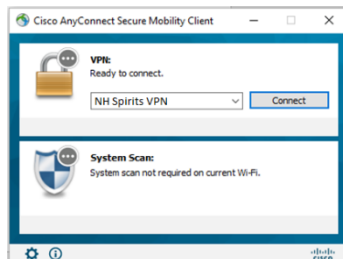 Cisco AnyConnect Secure Mobility Client
VPN:
Ready to connect.
NH Spirits VPN
Connect
System Scan:
System scan not required on current Wi-Fi.
CISCO